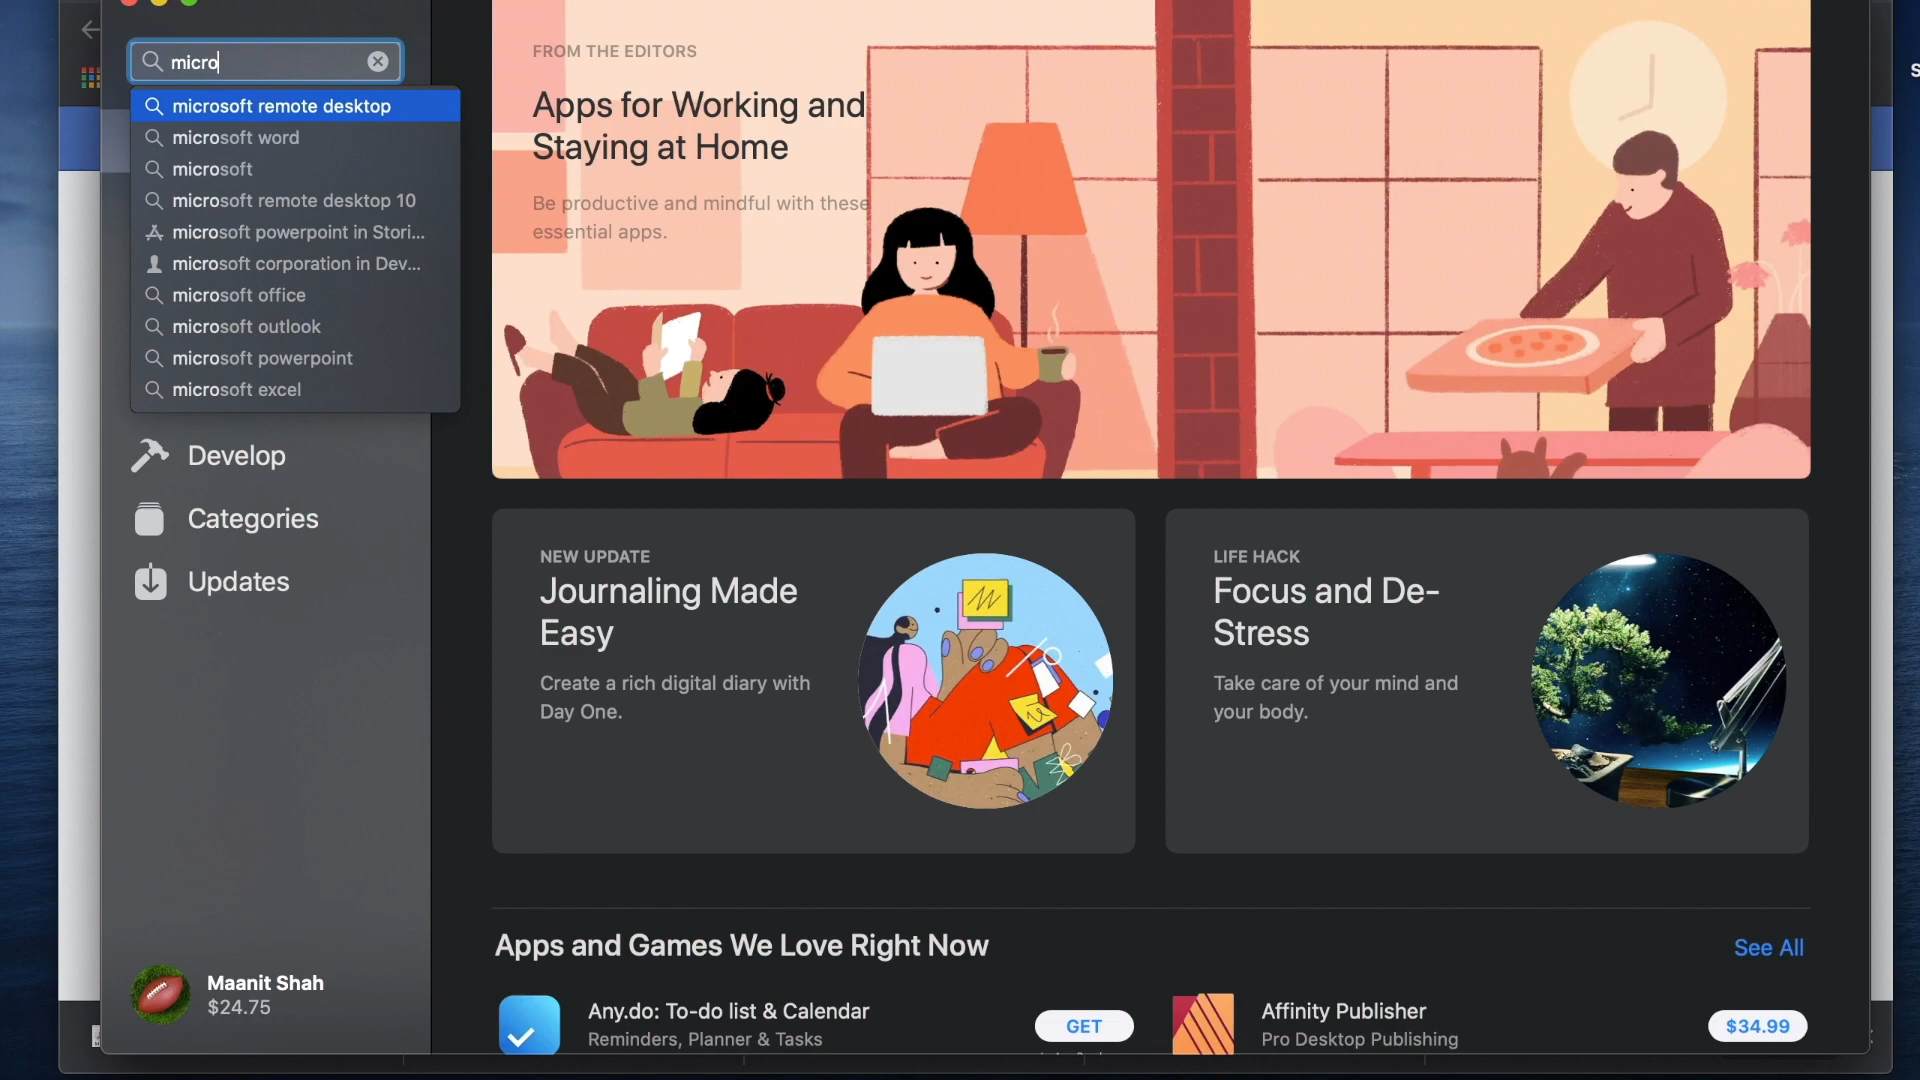 micro
microsoft remote desktop
microsoft word
microsoft
microsoft remote desktop 10
microsoft powerpoint in Stori...
microsoft corporation in Dev...
microsoft office
microsoft outlook
microsoft powerpoint
microsoft excel
Develop
Categories
Updates
Maanit Shah
$24.75
FROM THE EDITORS
Apps for Working and
Staying at Home
Be productive and mindful with these
essential apps.
NEW UPDATE
Journaling Made
Easy
Create a rich digital diary with
Day One.
LIFE HACK
Focus and De-
Stress
Take care of your mind and
your body.
Apps and Games We Love Right Now
See All
Any.do: To-do list & Calendar
Reminders, Planner & Tasks
GET
Affinity Publisher
Pro Desktop Publishing
$34.99